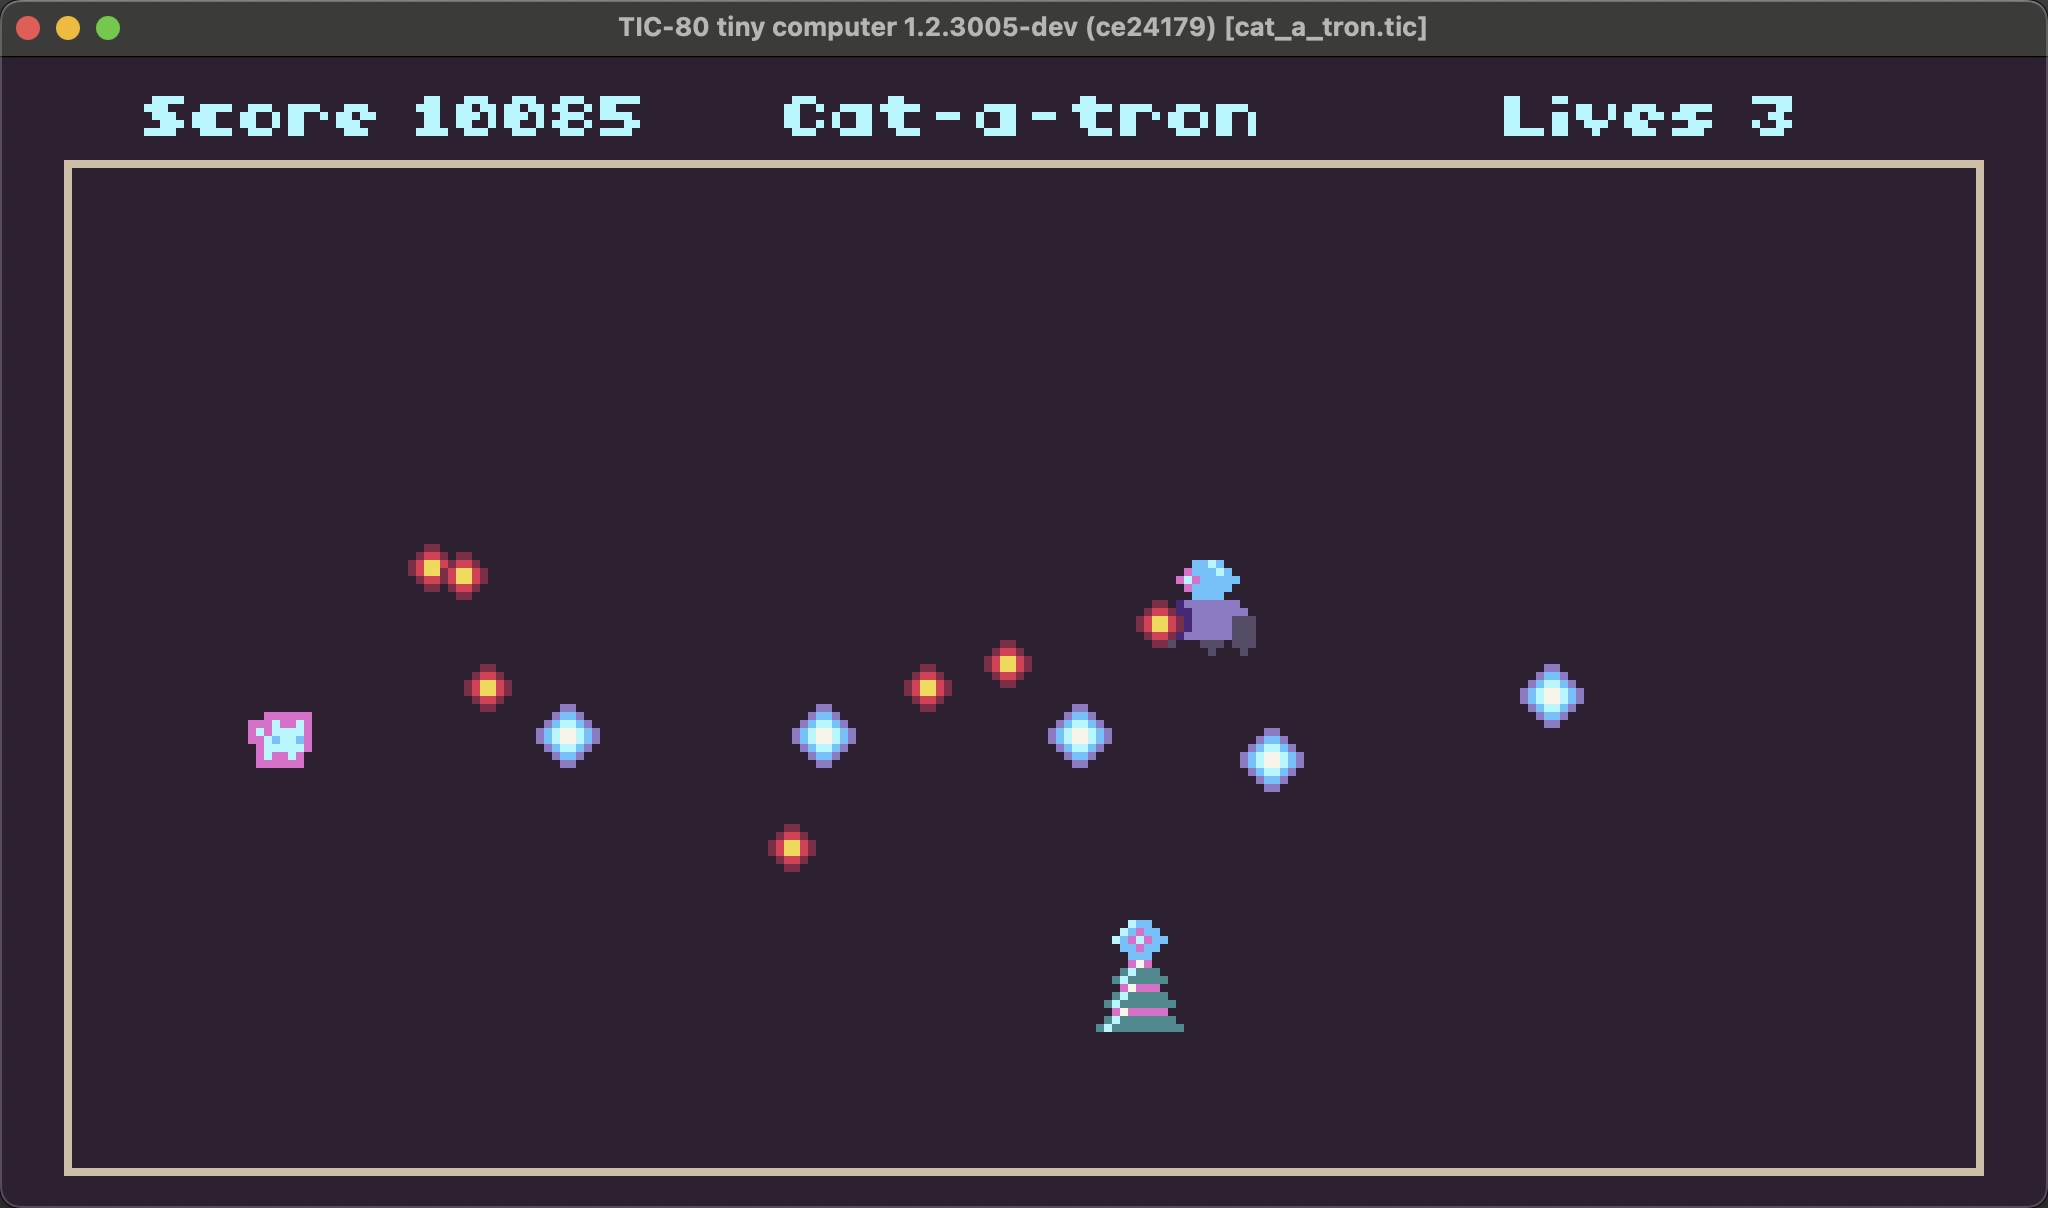 TIC-80 tiny computer 1.2.3005-dev (ce24179) [cat_a_tron.tic]
Score 10085 Cat-a-tron Lives 3